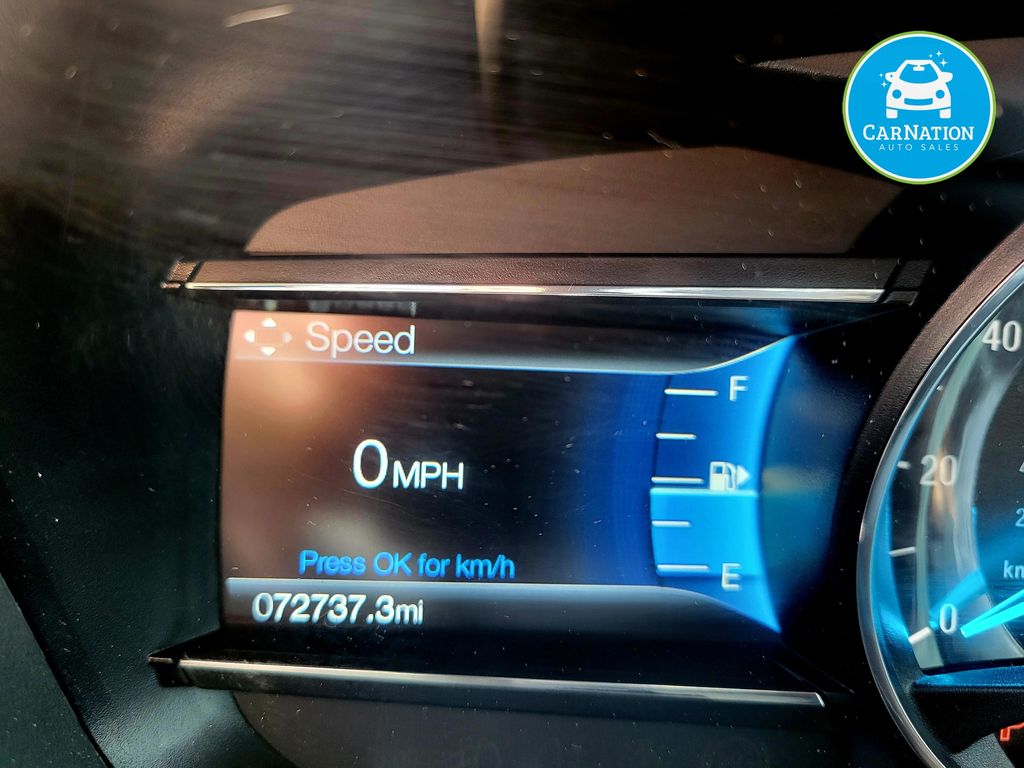 CARNATION
AUTO SALES
Speed
F
40
0 MPH
20
Press OK for km/h
E
072737.3mi
0